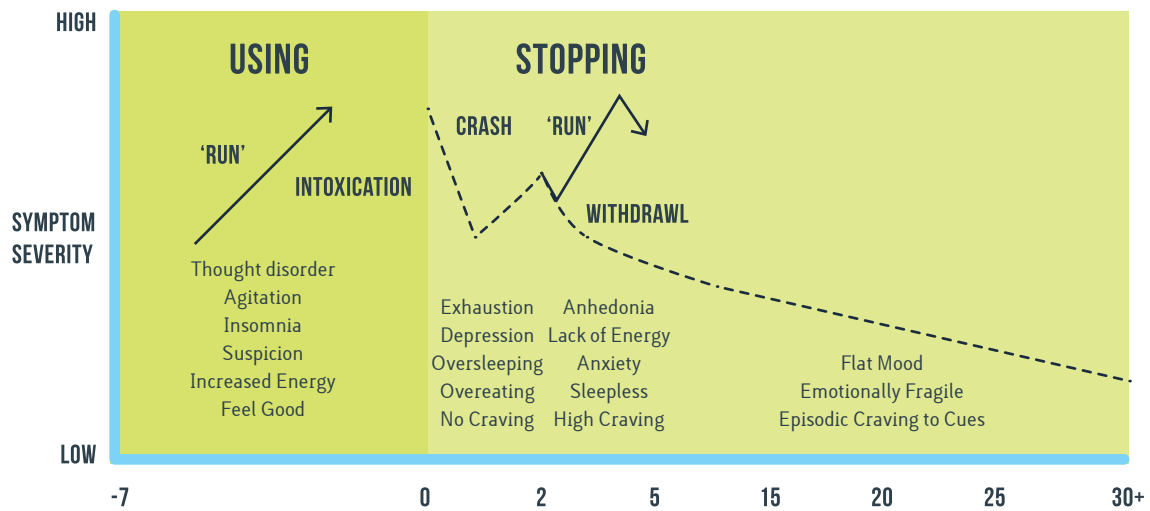 HIGH
USING
STOPPING
CRASH
‘RUN’
‘RUN’
INTOXICATION
WITHDRAWL
SYMPTOM
SEVERITY
Thought disorder
Agitation
Insomnia
Suspicion
Increased Energy
Feel Good
Exhaustion
Depression
Oversleeping
Overeating
No Craving
Anhedonia
Lack of Energy
Anxiety
Sleepless
High Craving
Flat Mood
Emotionally Fragile
Episodic Craving to Cues
LOW
-7 0 2 5 15 20 25 30+